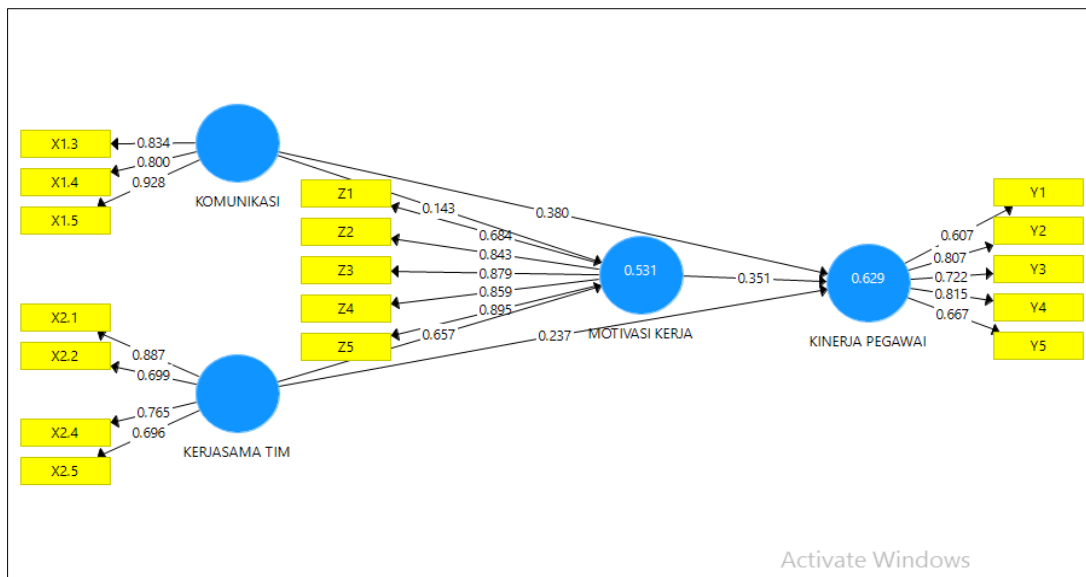 X1.3
X1.4
X1.5
0.834
0.800
0.928
KOMUNIKASI
X2.1
X2.2
X2.4
X2.5
0.887
0.699
0.765
0.696
KERJASAMA TIM
Z1
Z2
Z3
Z4
Z5
0.143
0.684
0.843
0.879
0.859
0.895
0.657
0.380
0.531
MOTIVASI KERJA
0.351
0.237
0.629
KINERJA PEGAWAI
0.607
0.807
0.722
0.815
0.667
Y1
Y2
Y3
Y4
Y5
Activate Windows